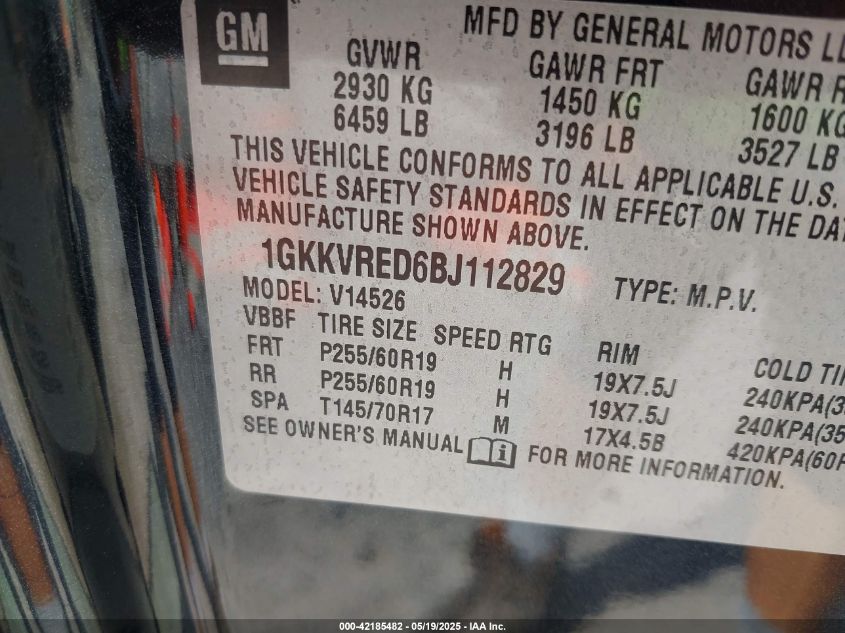 GM
MFD BY GENERAL MOTORS LL
GVWR GAWR FRT GAWR R
2930 KG 1450 KG 1600 KG
6459 LB 3196 LB 3527 LB
THIS VEHICLE CONFORMS TO ALL APPLICABLE U.S.
VEHICLE SAFETY STANDARDS IN EFFECT ON THE DAT
MANUFACTURE SHOWN ABOVE.
1GKKVRED6BJ112829 TYPE: M.P.V.
MODEL: V14526
VBBF TIRE SIZE SPEED RTG RIM COLD TI
FRT P255/60R19 H 19X7.5J 240KPA(3
RR P255/60R19 H 19X7.5J 240KPA(35
SPA T145/70R17 M 17X4.5B 420KPA(60P
SEE OWNER'S MANUAL i FOR MORE INFORMATION.
000-42185482 - 05/19/2025 - IAA Inc.